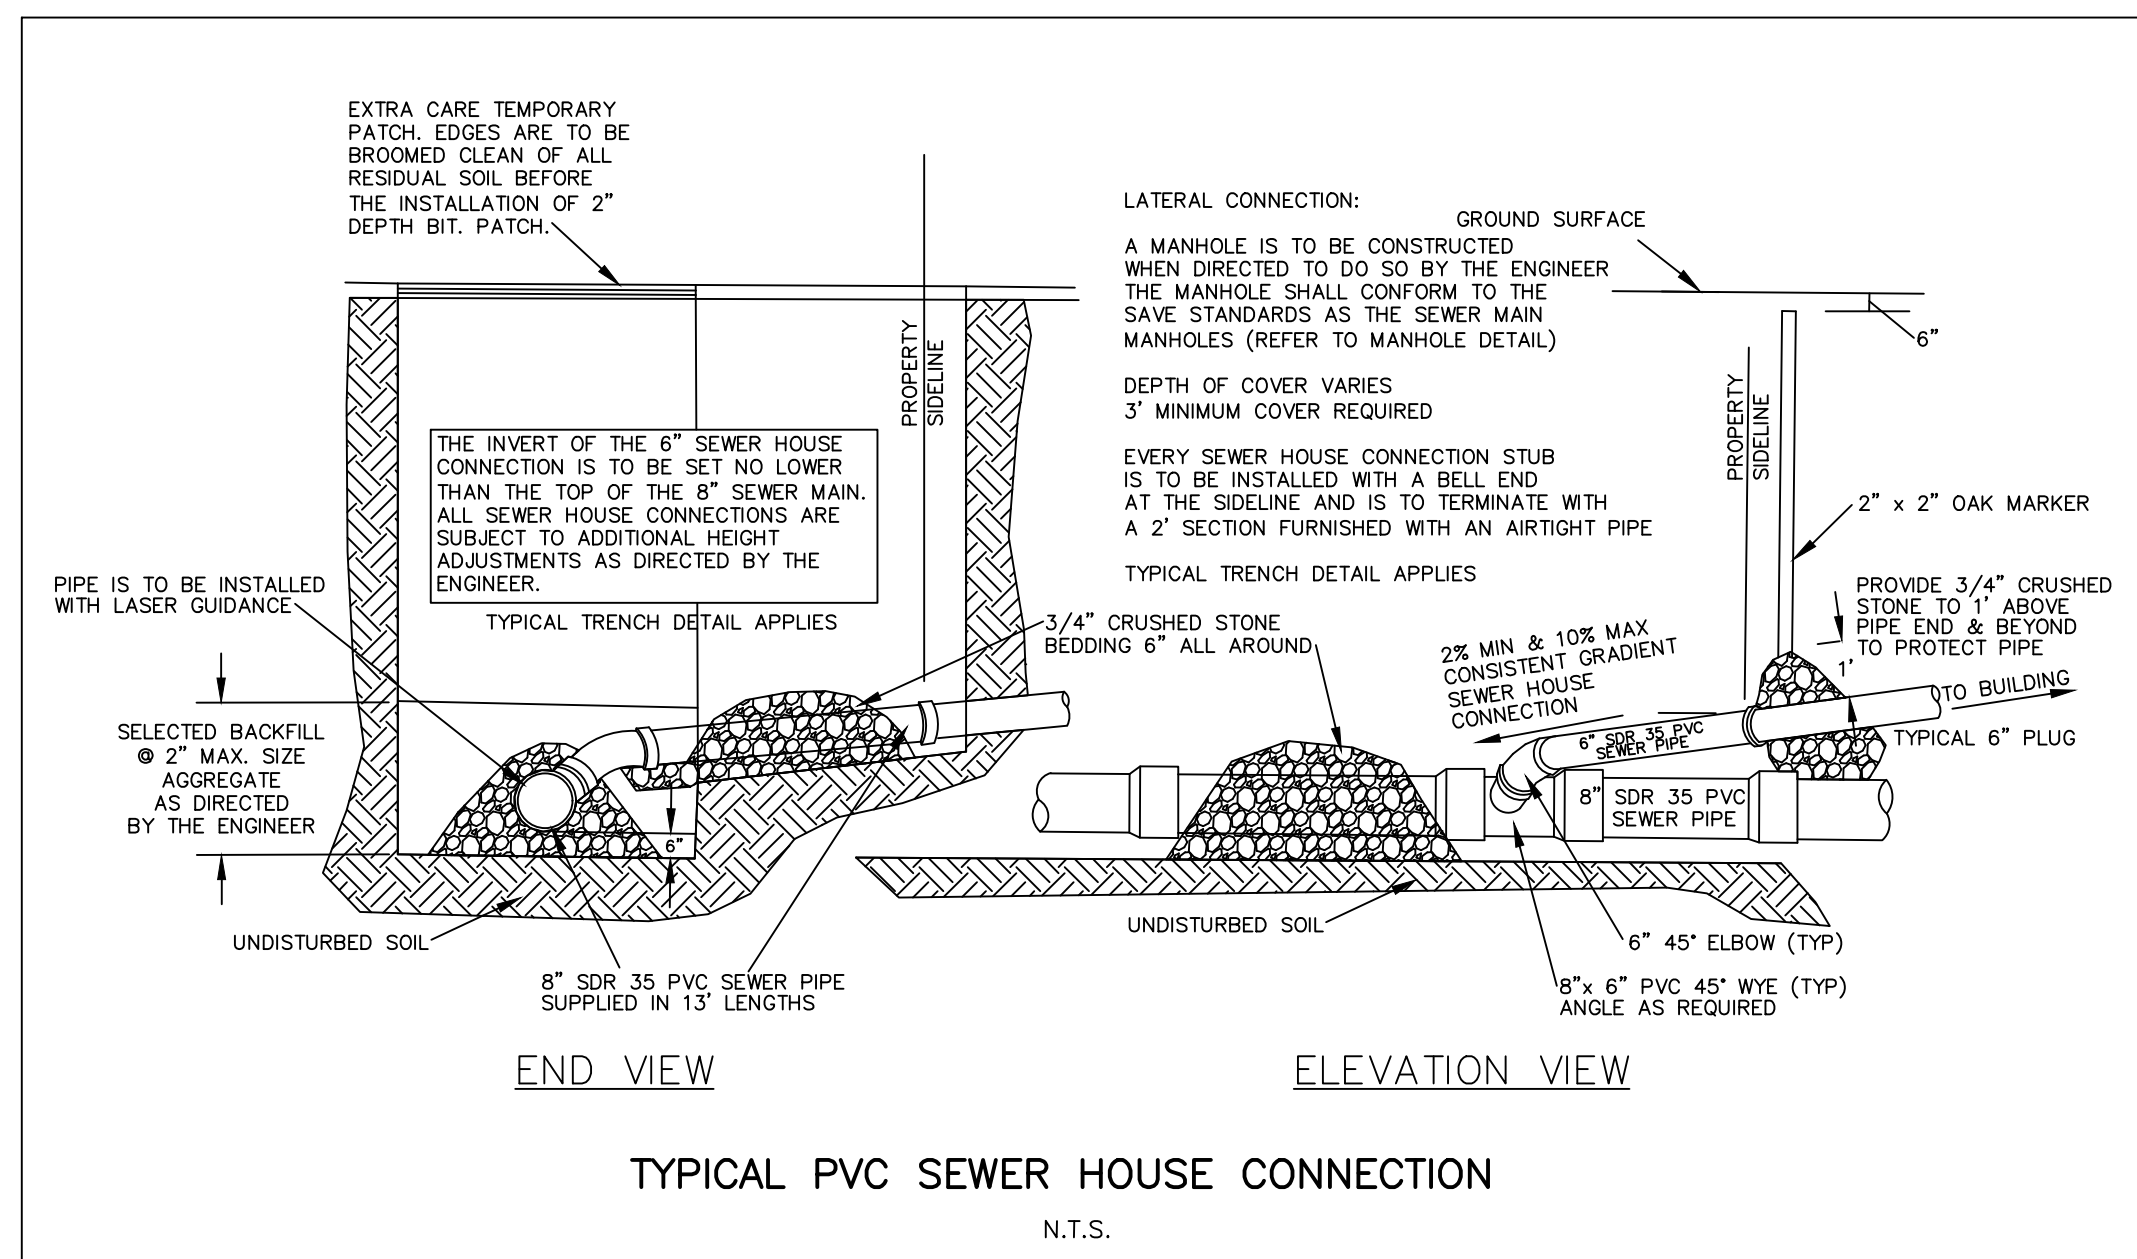 EXTRA CARE TEMPORARY
PATCH. EDGES ARE TO BE
BROOMED CLEAN OF ALL
RESIDUAL SOIL BEFORE
THE INSTALLATION OF 2"
DEPTH BIT. PATCH.
PROPERTY
SIDELINE
THE INVERT OF THE 6" SEWER HOUSE
CONNECTION IS TO BE SET NO LOWER
THAN THE TOP OF THE 8" SEWER MAIN.
ALL SEWER HOUSE CONNECTIONS ARE
SUBJECT TO ADDITIONAL HEIGHT
ADJUSTMENTS AS DIRECTED BY THE
ENGINEER.
TYPICAL TRENCH DETAIL APPLIES
PIPE IS TO BE INSTALLED
WITH LASER GUIDANCE
SELECTED BACKFILL
@ 2" MAX. SIZE
AGGREGATE
AS DIRECTED
BY THE ENGINEER
6"
UNDISTURBED SOIL
8" SDR 35 PVC SEWER PIPE
SUPPLIED IN 13' LENGTHS
END VIEW
LATERAL CONNECTION:
A MANHOLE IS TO BE CONSTRUCTED
WHEN DIRECTED TO DO SO BY THE ENGINEER
THE MANHOLE SHALL CONFORM TO THE
SAVE STANDARDS AS THE SEWER MAIN
MANHOLES (REFER TO MANHOLE DETAIL)
DEPTH OF COVER VARIES
3' MINIMUM COVER REQUIRED
EVERY SEWER HOUSE CONNECTION STUB
IS TO BE INSTALLED WITH A BELL END
AT THE SIDELINE AND IS TO TERMINATE WITH
A 2' SECTION FURNISHED WITH AN AIRTIGHT PIPE
TYPICAL TRENCH DETAIL APPLIES
3/4" CRUSHED STONE
BEDDING 6" ALL AROUND
GROUND SURFACE
6"
PROPERTY
SIDELINE
2" x 2" OAK MARKER
PROVIDE 3/4" CRUSHED
STONE TO 1' ABOVE
PIPE END & BEYOND
TO PROTECT PIPE
1'
2% MIN & 10% MAX
CONSISTENT GRADIENT
SEWER HOUSE
CONNECTION
6" SDR 35 PVC
SEWER PIPE
TO BUILDING
TYPICAL 6" PLUG
8" SDR 35 PVC
SEWER PIPE
UNDISTURBED SOIL
6" 45° ELBOW (TYP)
8"x 6" PVC 45° WYE (TYP)
ANGLE AS REQUIRED
ELEVATION VIEW
TYPICAL PVC SEWER HOUSE CONNECTION
N.T.S.